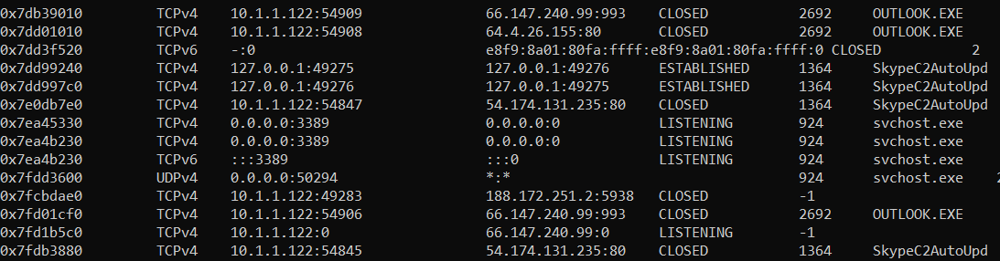 0x7db39010 TCPv4 10.1.1.122:54909 66.147.240.99:993 CLOSED 2692 OUTLOOK.EXE
0x7dd01010 TCPv4 10.1.1.122:54908 64.4.26.155:80 CLOSED 2692 OUTLOOK.EXE
0x7dd3f520 TCPv6 -:0 e8f9:8a01:80fa:ffff:e8f9:8a01:80fa:ffff:0 CLOSED 2
0x7dd99240 TCPv4 127.0.0.1:49275 127.0.0.1:49276 ESTABLISHED 1364 SkypeC2AutoUpd
0x7dd997c0 TCPv4 127.0.0.1:49276 127.0.0.1:49275 ESTABLISHED 1364 SkypeC2AutoUpd
0x7e0db7e0 TCPv4 10.1.1.122:54847 54.174.131.235:80 CLOSED 1364 SkypeC2AutoUpd
0x7ea45330 TCPv4 0.0.0.0:3389 0.0.0.0:0 LISTENING 924 svchost.exe
0x7ea4b230 TCPv4 0.0.0.0:3389 0.0.0.0:0 LISTENING 924 svchost.exe
0x7ea4b230 TCPv6 :::3389 :::0 LISTENING 924 svchost.exe
0x7fdd3600 UDPv4 0.0.0.0:50294 *:* 924 svchost.exe
0x7fcbdae0 TCPv4 10.1.1.122:49283 188.172.251.2:5938 CLOSED -1
0x7fd01cf0 TCPv4 10.1.1.122:54906 66.147.240.99:993 CLOSED 2692 OUTLOOK.EXE
0x7fd1b5c0 TCPv4 10.1.1.122:0 66.147.240.99:0 LISTENING -1
0x7fdb3880 TCPv4 10.1.1.122:54845 54.174.131.235:80 CLOSED 1364 SkypeC2AutoUpd